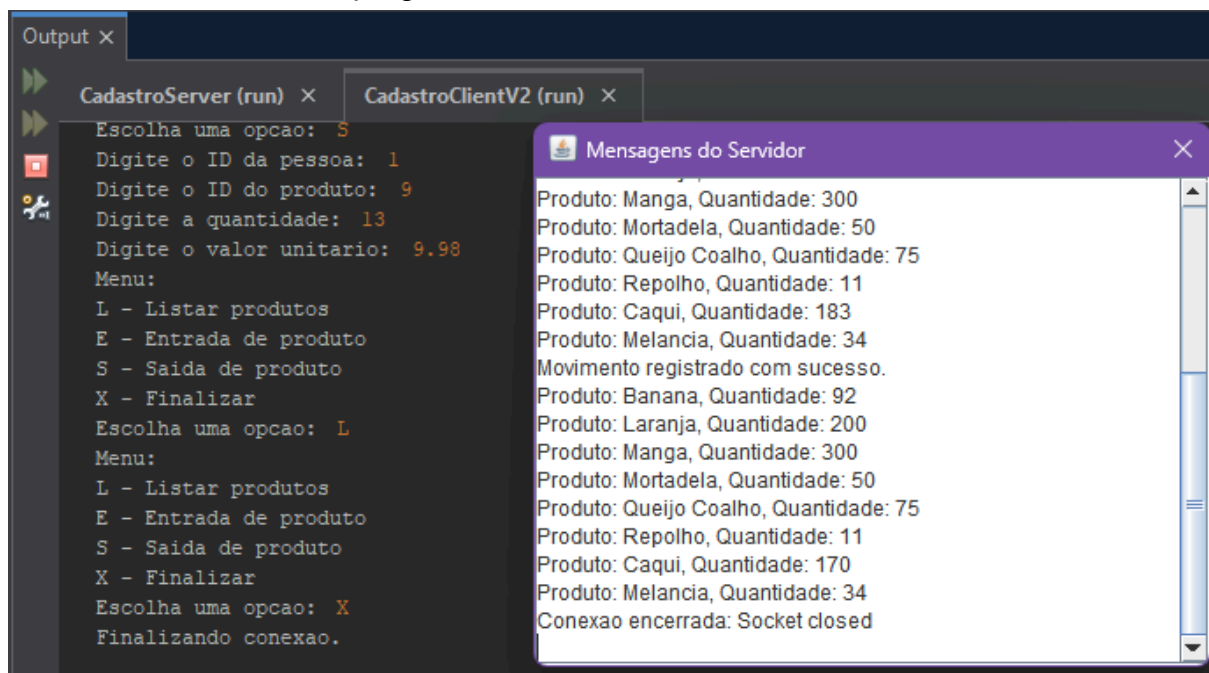 Output ×
CadastroServer (run) ×
CadastroClientV2 (run) ×
Escolha uma opcao: S
Digite o ID da pessoa: 1
Digite o ID do produto: 9
Digite a quantidade: 13
Digite o valor unitario: 9.98
Menu:
L - Listar produtos
E - Entrada de produto
S - Saida de produto
X - Finalizar
Escolha uma opcao: L
Menu:
L - Listar produtos
E - Entrada de produto
S - Saida de produto
X - Finalizar
Escolha uma opcao: X
Finalizando conexao.
Mensagens do Servidor
Produto: Manga, Quantidade: 300
Produto: Mortadela, Quantidade: 50
Produto: Queijo Coalho, Quantidade: 75
Produto: Repolho, Quantidade: 11
Produto: Caqui, Quantidade: 183
Produto: Melancia, Quantidade: 34
Movimento registrado com sucesso.
Produto: Banana, Quantidade: 92
Produto: Laranja, Quantidade: 200
Produto: Manga, Quantidade: 300
Produto: Mortadela, Quantidade: 50
Produto: Queijo Coalho, Quantidade: 75
Produto: Repolho, Quantidade: 11
Produto: Caqui, Quantidade: 170
Produto: Melancia, Quantidade: 34
Conexao encerrada: Socket closed